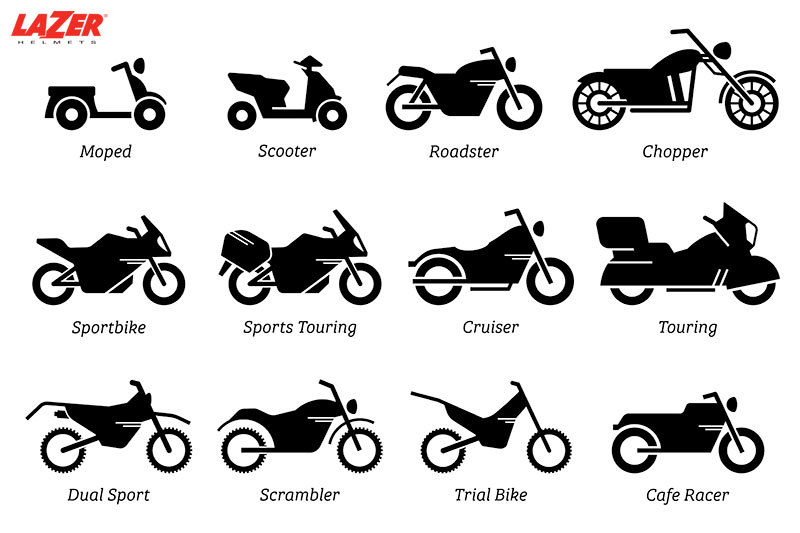 LAZER
HELMETS
Moped
Scooter
Roadster
Chopper
Sportbike
Sports Touring
Cruiser
Touring
Dual Sport
Scrambler
Trial Bike
Cafe Racer